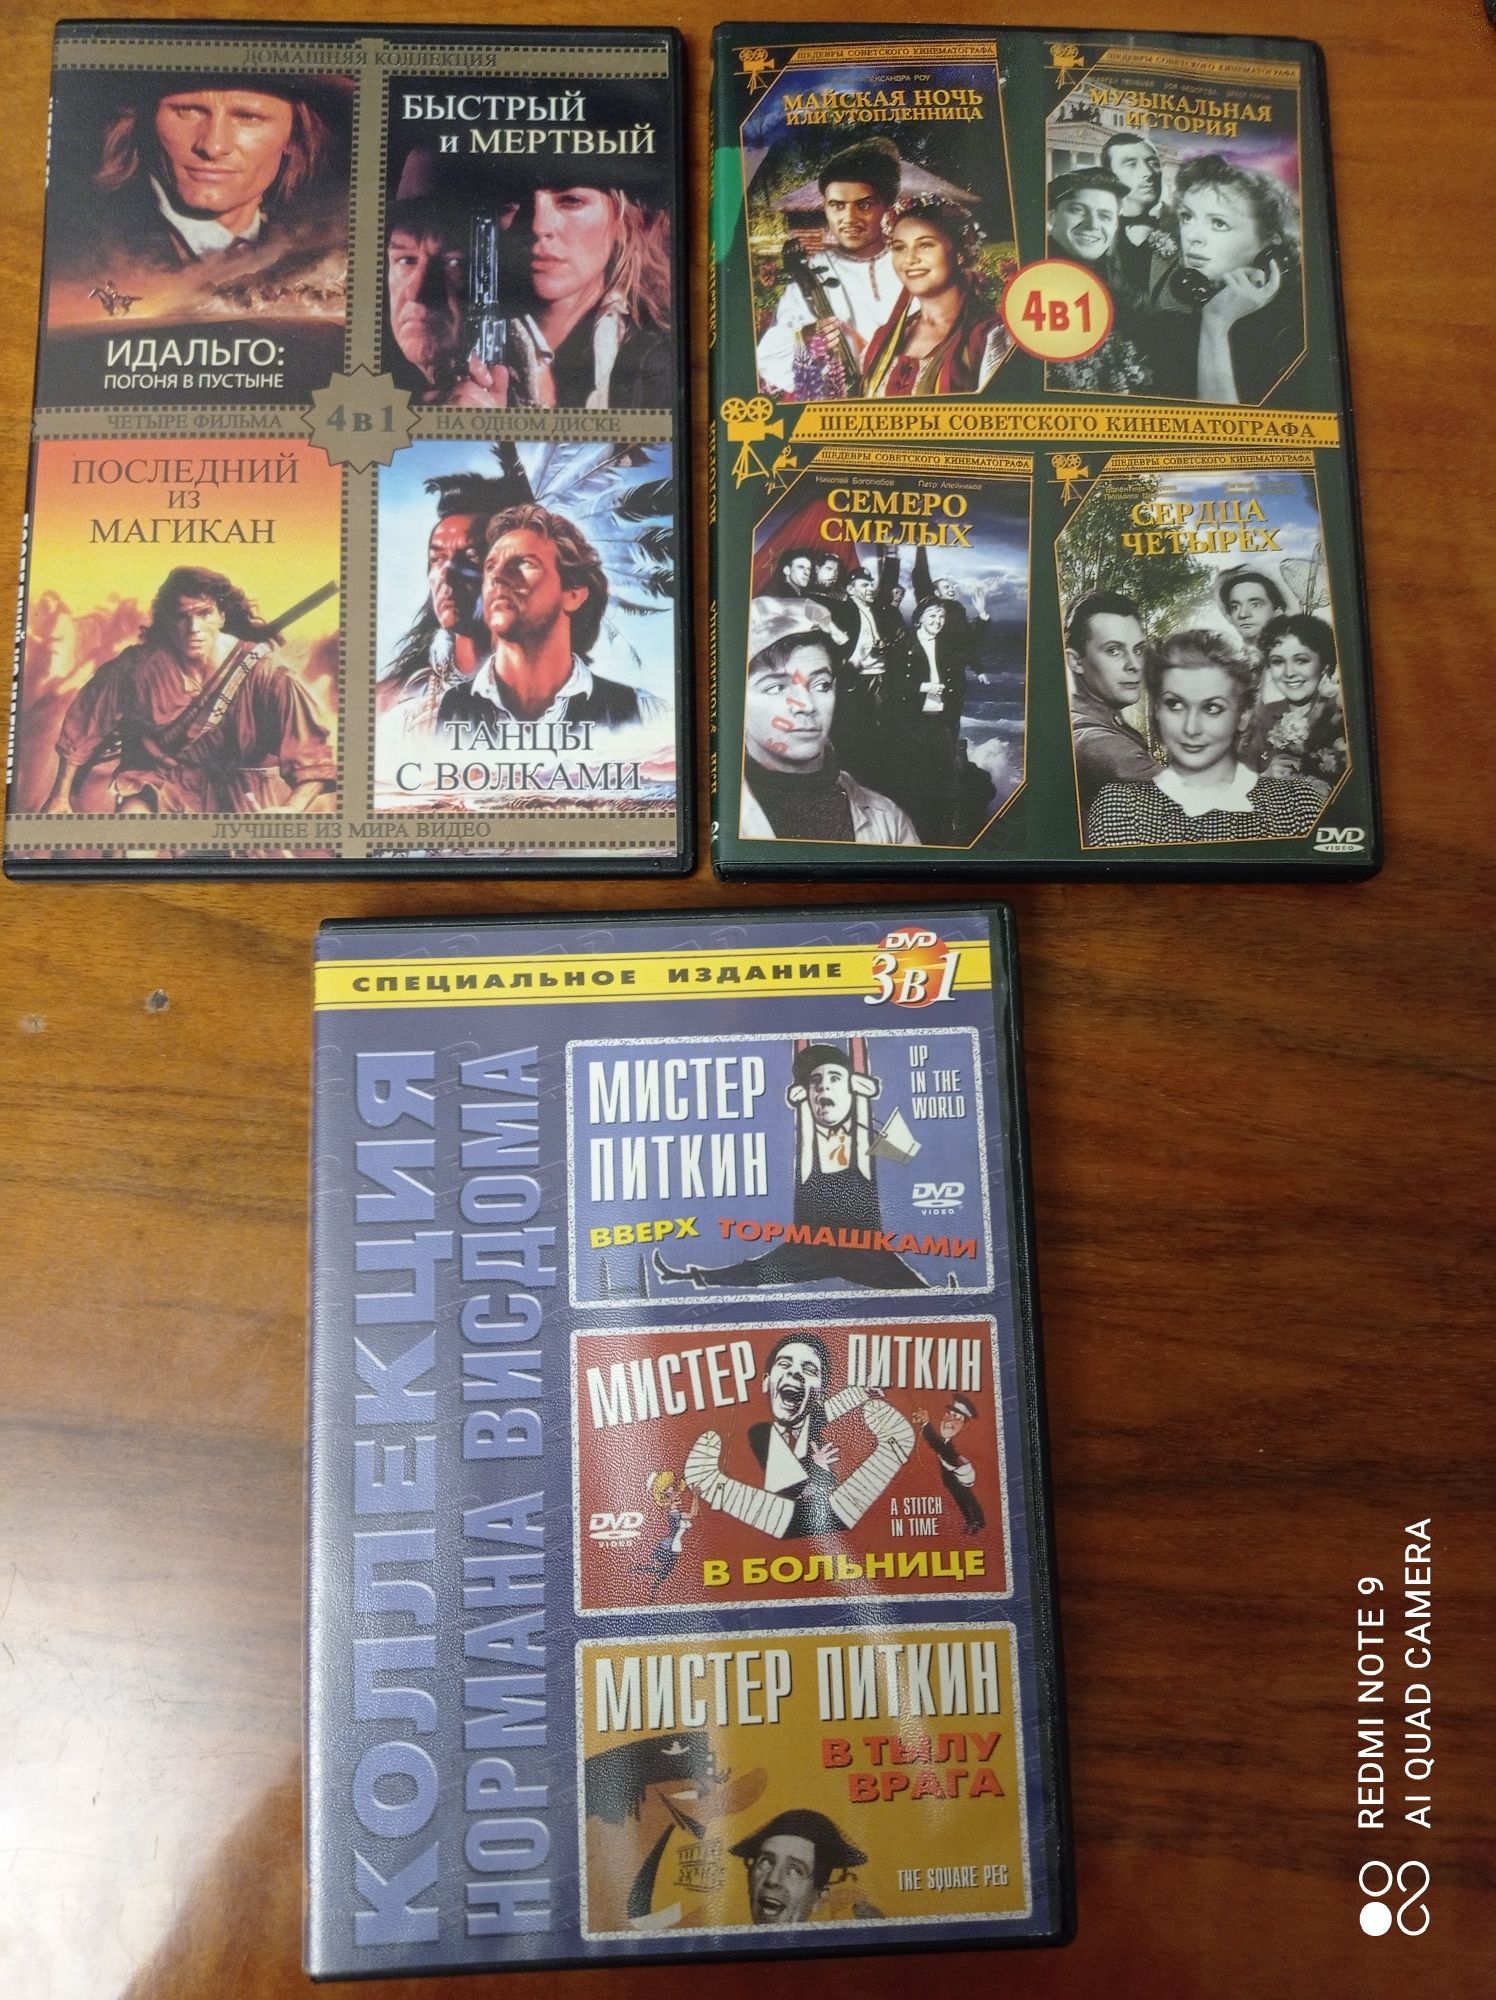 ДОМАШНЯЯ КОЛЛЕКЦИЯ
ИДАЛЬГО:
ПОГОНЯ В ПУСТЫНЕ
БЫСТРЫЙ
И МЕРТВЫЙ
ЧЕТЫРЕ ФИЛЬМА
4 в 1
НА ОДНОМ ДИСКЕ
ПОСЛЕДНИЙ
ИЗ
МАГИКАН
ТАНЦЫ
С ВОЛКАМИ
ЛУЧШЕЕ ИЗ МИРА ВИДЕО
ШЕДЕВРЫ СОВЕТСКОГО КИНЕМАТОГРАФА
АЛЕКСАНДРА РОУ
МАЙСКАЯ НОЧЬ
ИЛИ УТОПЛЕННИЦА
ШЕДЕВРЫ СОВЕТСКОГО КИНЕМАТОГРАФА
МУЗЫКАЛЬНАЯ
ИСТОРИЯ
4в1
ШЕДЕВРЫ СОВЕТСКОГО КИНЕМАТОГРАФА
ШЕДЕВРЫ СОВЕТСКОГО КИНЕМАТОГРАФА
Николай Боголюбов Петр Алейников
СЕМЕРО
СМЕЛЫХ
ШЕДЕВРЫ СОВЕТСКОГО КИНЕМАТОГРАФА
СЕРДЦА
ЧЕТЫРЕХ
DVD
VIDEO
СПЕЦИАЛЬНОЕ ИЗДАНИЕ
DVD
3в1
КОЛЛЕКЦИЯ
НОРМАНА ВИСДОМА
МИСТЕР
ПИТКИН
UP
IN THE
WORLD
DVD
VIDEO
ВВЕРХ ТОРМАШКАМИ
МИСТЕР ПИТКИН
A STITCH
IN TIME
DVD
VIDEO
В БОЛЬНИЦЕ
МИСТЕР ПИТКИН
В ТЫЛУ
ВРАГА
THE SQUARE PEG
REDMI NOTE 9
AI QUAD CAMERA